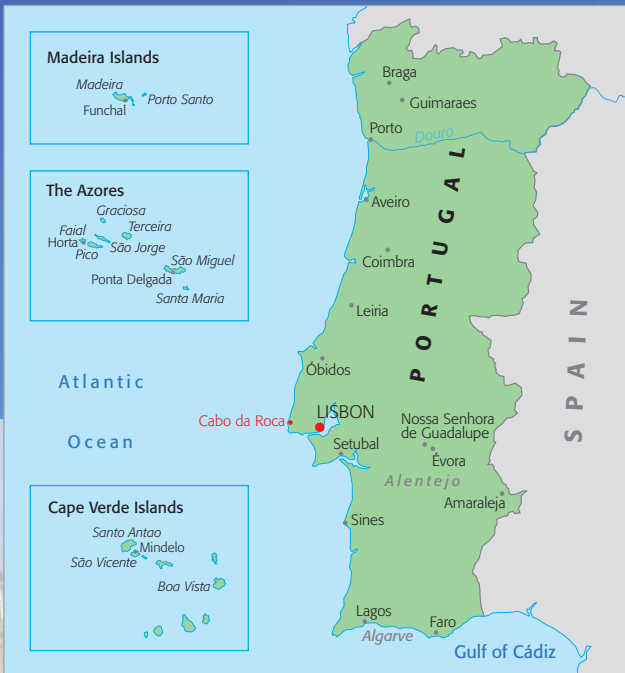 Madeira Islands
Madeira
Porto Santo
Funchal
The Azores
Graciosa
Faial
Terceira
Horta
São Jorge
Pico
São Miguel
Ponta Delgada
Santa Maria
Atlantic
Ocean
Cape Verde Islands
Santo Antao
Mindelo
São Vicente
Boa Vista
Braga
Guimaraes
Porto
Douro
PORTUGAL
Aveiro
Coimbra
Leiria
Óbidos
Cabo da Roca
LISBON
Setubal
Nossa Senhora
de Guadalupe
Évora
Alentejo
Amaraleja
Sines
Lagos
Algarve
Faro
Gulf of Cádiz
SPAIN